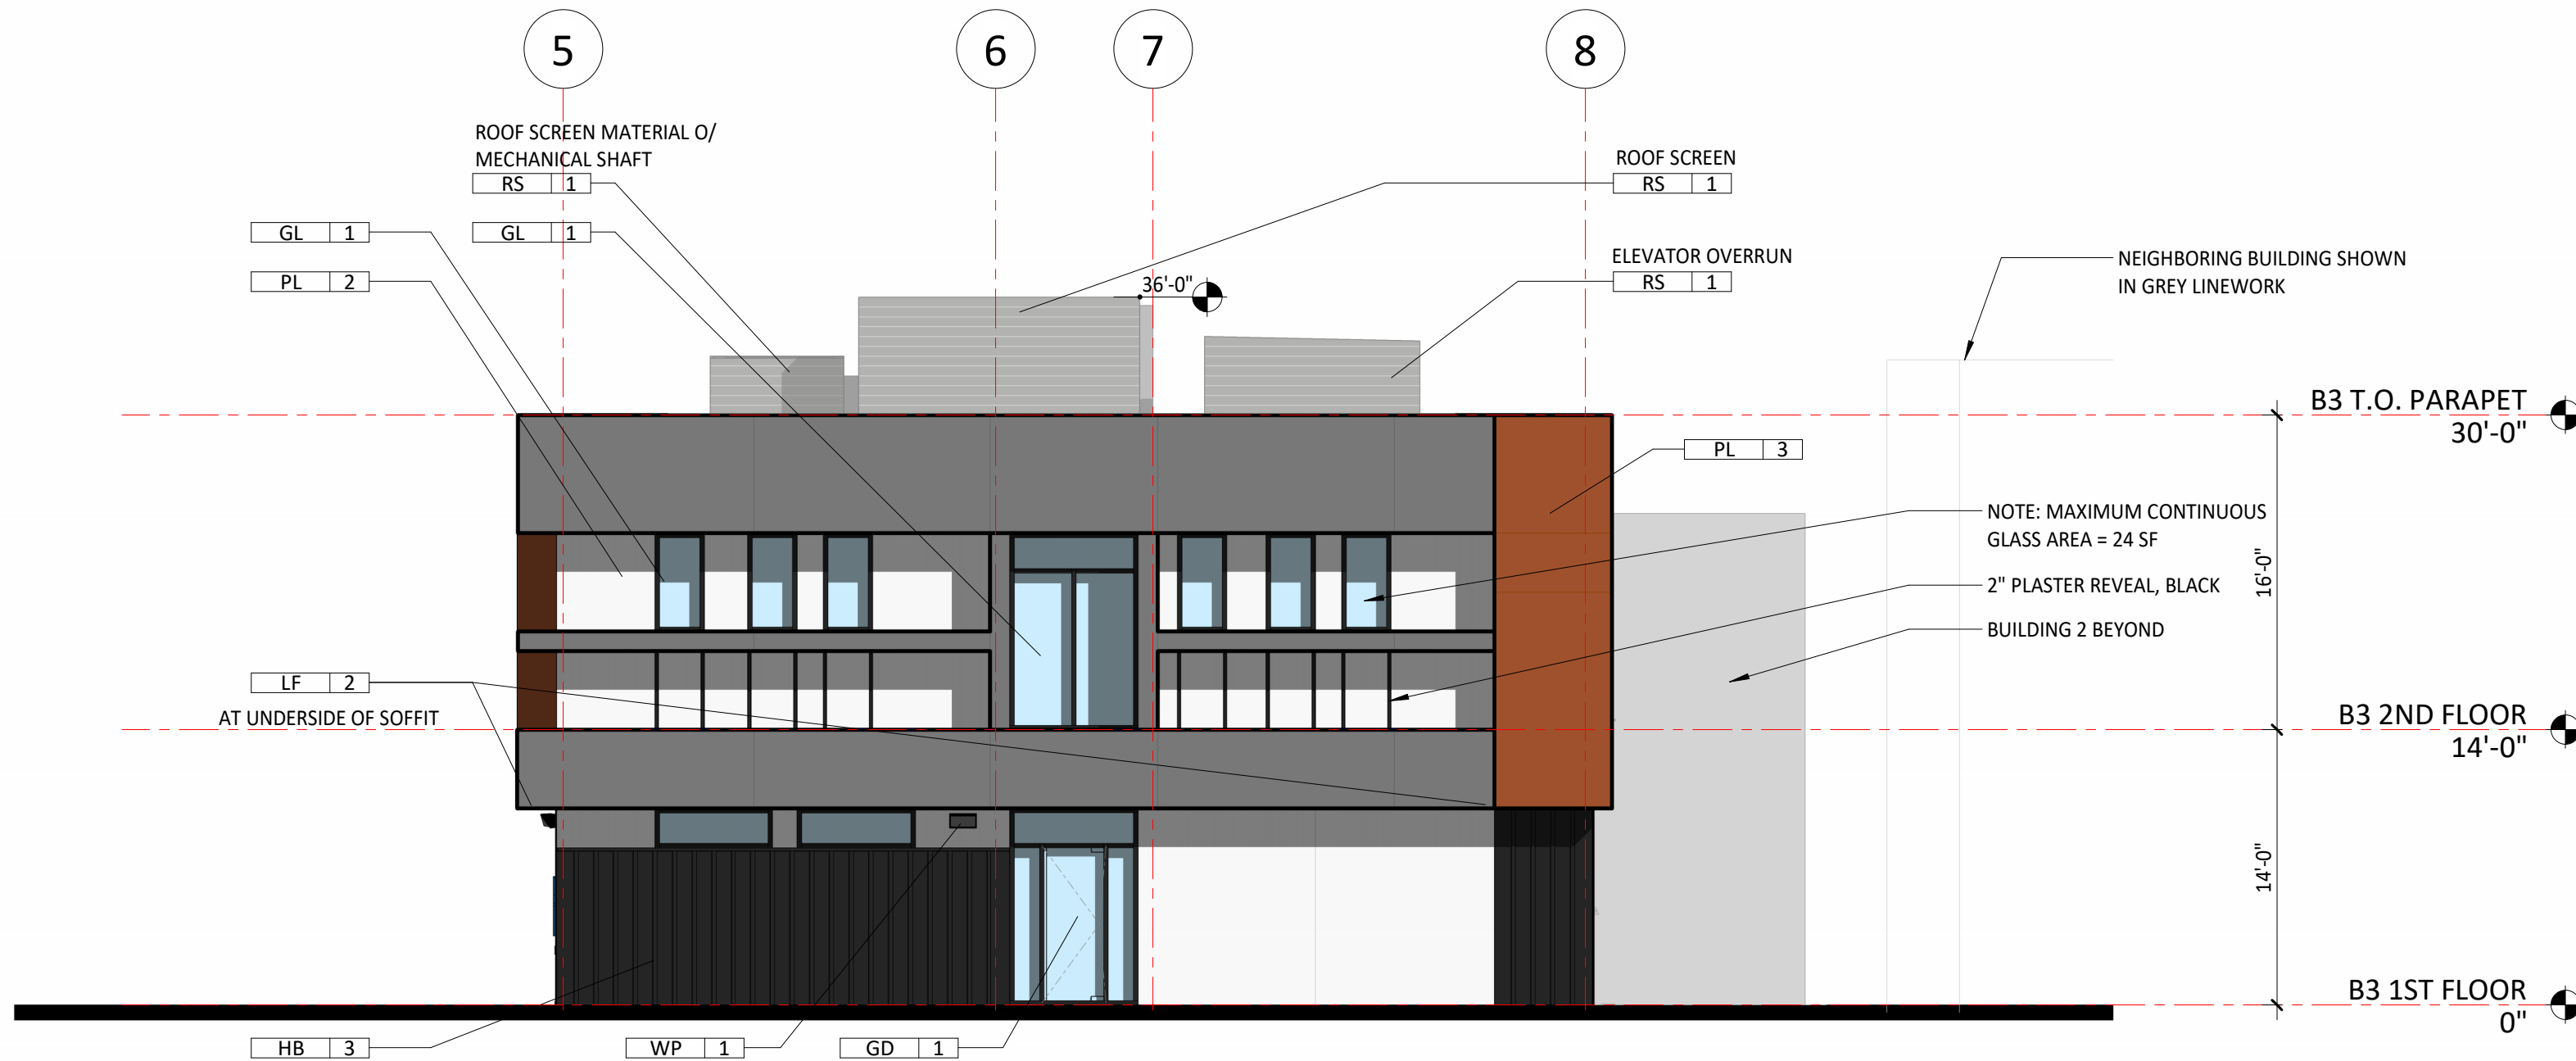 5
6
7
8
ROOF SCREEN MATERIAL O/
MECHANICAL SHAFT
RS 1
ROOF SCREEN
RS 1
GL 1
GL 1
PL 2
ELEVATOR OVERRUN
RS 1
36'-0"
NEIGHBORING BUILDING SHOWN
IN GREY LINEWORK
B3 T.O. PARAPET
30'-0"
PL 3
NOTE: MAXIMUM CONTINUOUS
GLASS AREA = 24 SF
2" PLASTER REVEAL, BLACK
16'-0"
BUILDING 2 BEYOND
LF 2
AT UNDERSIDE OF SOFFIT
B3 2ND FLOOR
14'-0"
14'-0"
B3 1ST FLOOR
0"
HB 3
WP 1
GD 1